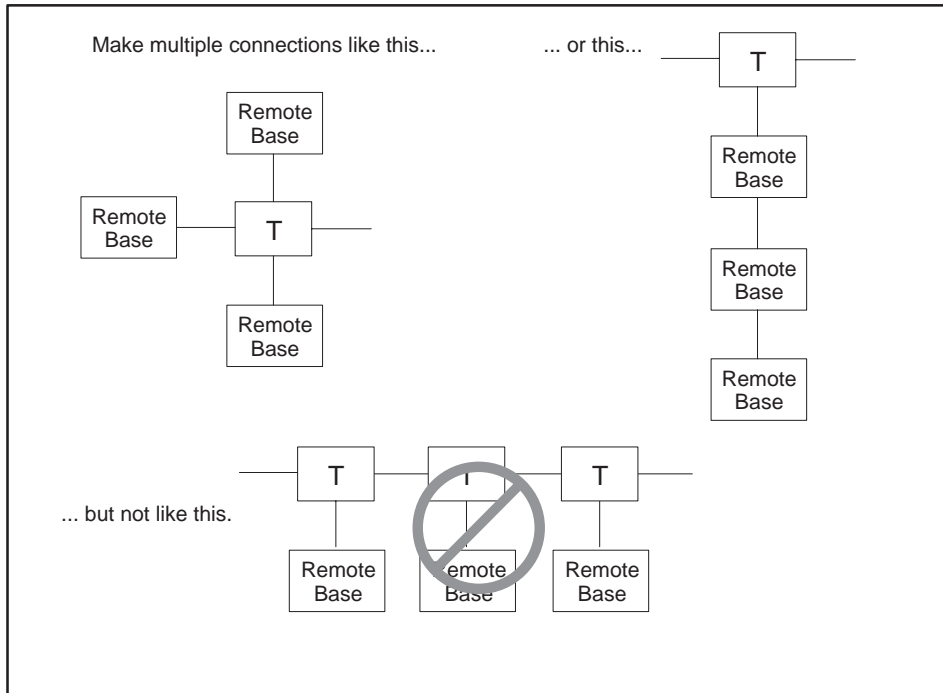 Make multiple connections like this...
... or this...
T
Remote
Base
Remote
Base
T
Remote
Base
Remote
Base
Remote
Base
Remote
Base
T
T
T
... but not like this.
Remote
Base
Remote
Base
Remote
Base